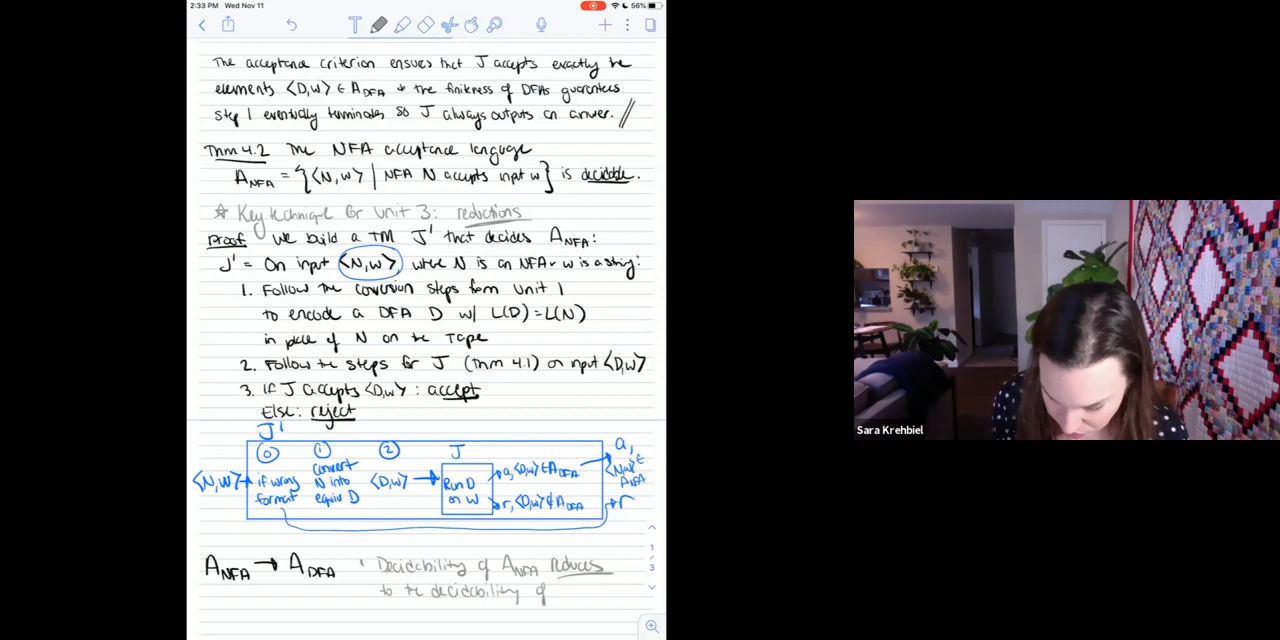 2:33 PM Wed Nov 11
56%
The acceptance criterion ensures that J accepts exactly the
elements ⟨D,w⟩ ∈ A_DFA + the finiteness of DFAs guarantees
step 1 eventually terminates so J always outputs an answer. //
Thm 4.2 The NFA acceptance language
A_NFA = {⟨N,w⟩ | NFA N accepts input w} is decidable.
☆ Key technique for Unit 3: reductions
Proof We build a TM J' that decides A_NFA:
J' = On input ⟨N,w⟩, where N is an NFA + w is a string:
1. Follow the conversion steps from Unit 1
to encode a DFA D w/ L(D)=L(N)
in place of N on the tape
2. Follow the steps for J (Thm 4.1) on input ⟨D,w⟩
3. If J accepts ⟨D,w⟩ : accept
Else: reject
J'
⓪ ① ② J a,
⟨N,w⟩ if wrong format
convert N into equiv D
⟨D,w⟩ → Run D on w
a, ⟨D,w⟩ ∈ A_DFA
r, ⟨D,w⟩ ∉ A_DFA
⟨N,w⟩ ∈ A_NFA
r
A_NFA → A_DFA Decidability of A_NFA reduces
to the decidability of
1
/
3
Sara Krehbiel